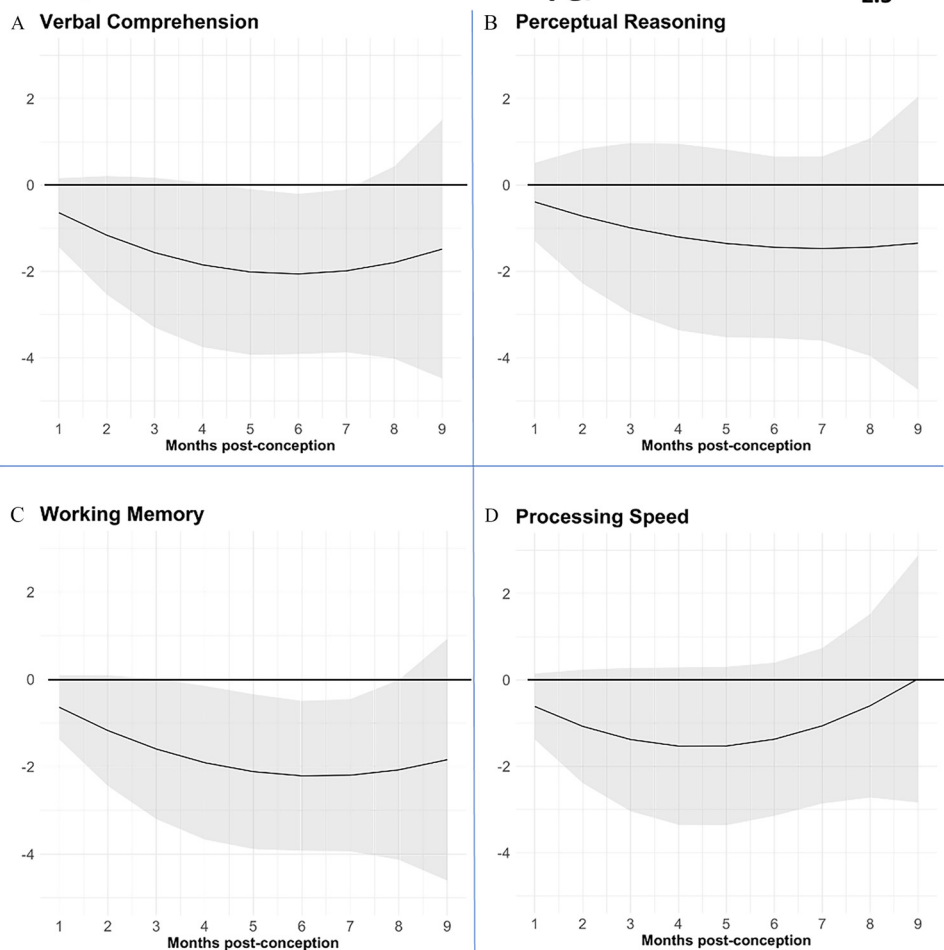 A Verbal Comprehension
2
0
-2
-4
1 2 3 4 5 6 7 8 9
Months post-conception
B Perceptual Reasoning
2
0
-2
-4
1 2 3 4 5 6 7 8 9
Months post-conception
C Working Memory
2
0
-2
-4
1 2 3 4 5 6 7 8 9
Months post-conception
D Processing Speed
2
0
-2
-4
1 2 3 4 5 6 7 8 9
Months post-conception